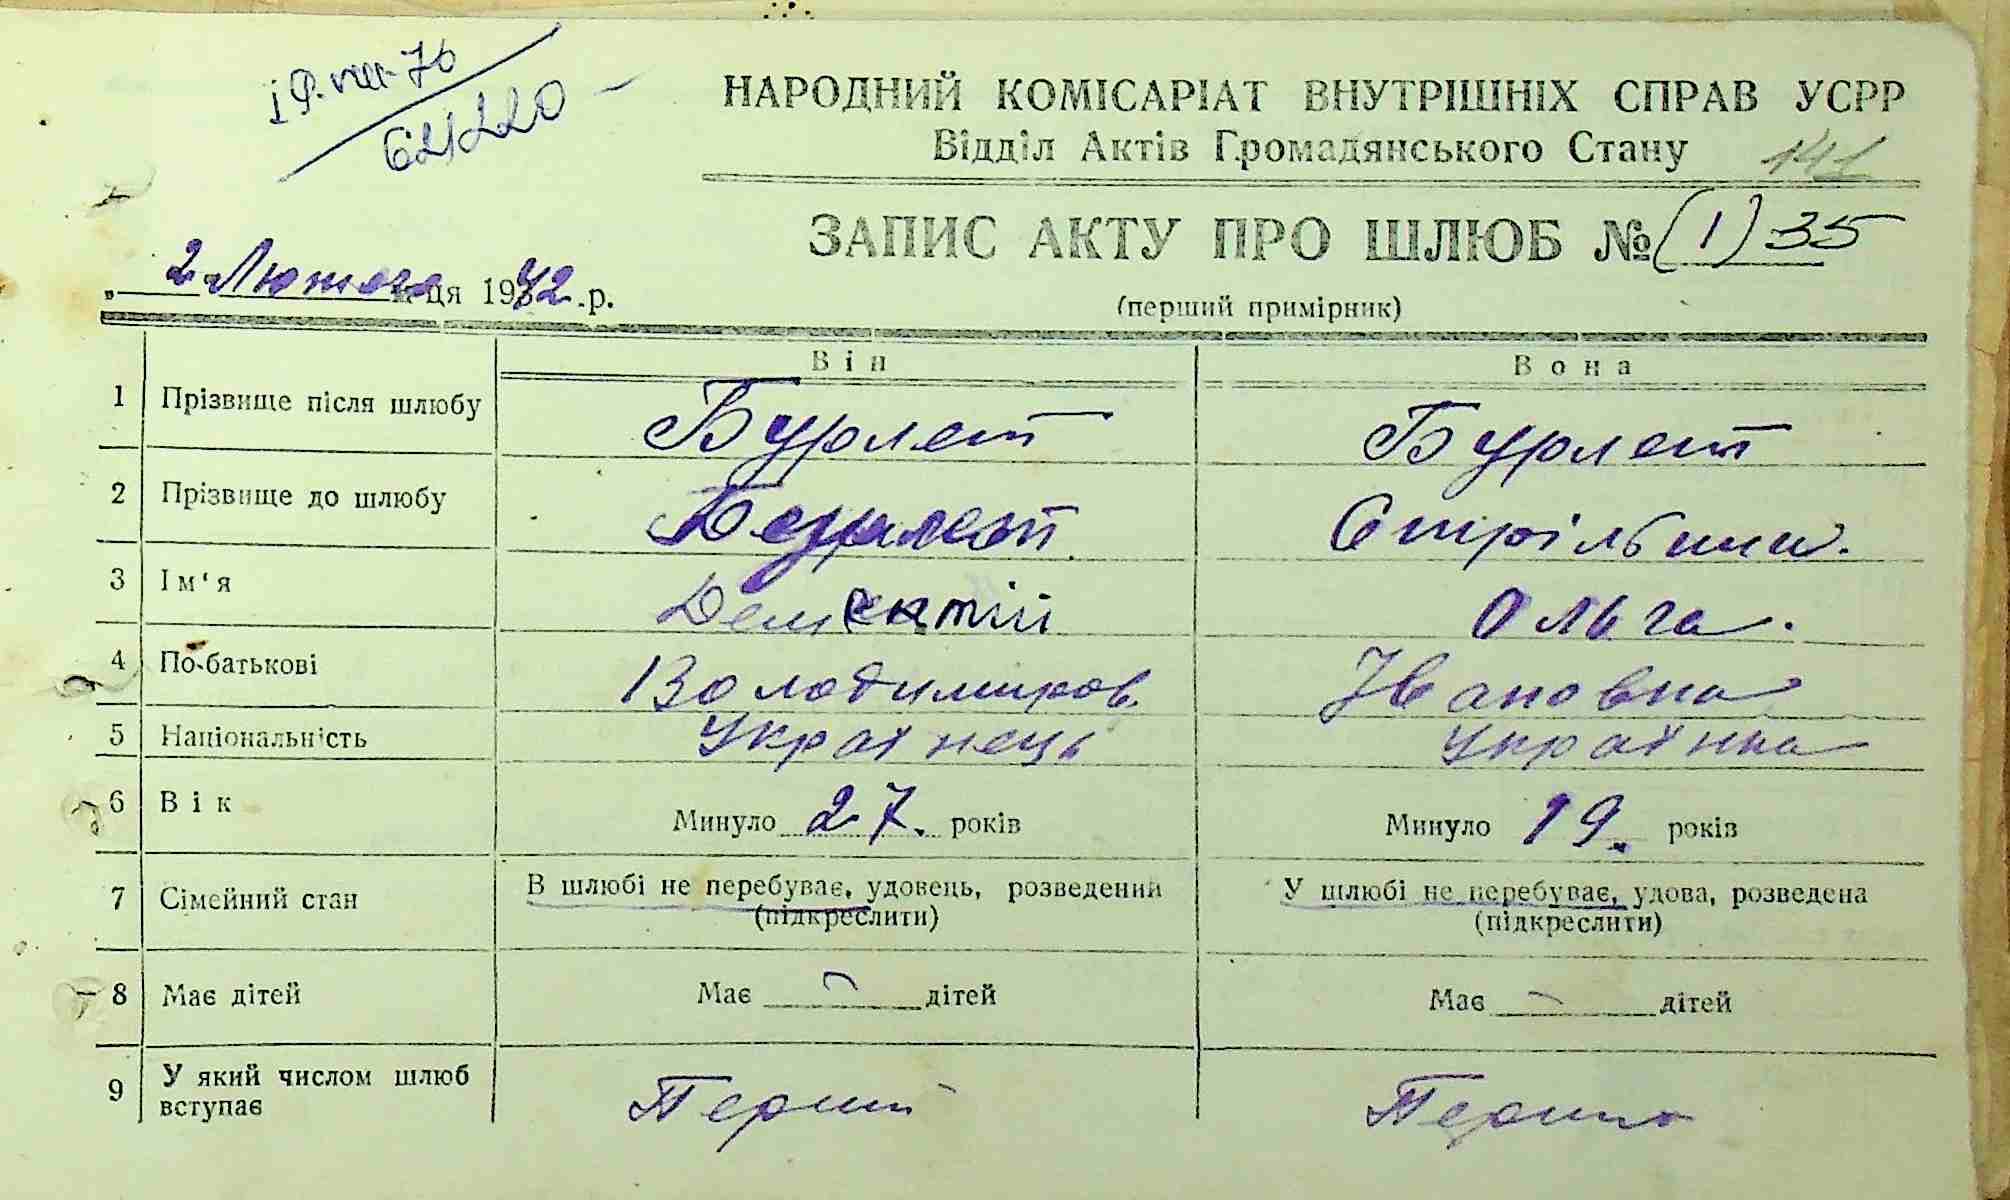 19.VIII-76
621220 -
НАРОДНИЙ КОМІСАРІАТ ВНУТРІШНІХ СПРАВ УСРР
Відділ Актів Громадянського Стану 141
ЗАПИС АКТУ ПРО ШЛЮБ № (1) 35
„ 2 Лютого ця 1942 .р.
(перший примірник)
Він Вона
1 Прізвище після шлюбу Бурлет Бурлет
2 Прізвище до шлюбу Бурлет
3 Ім'я Дементій Ольга.
4 По-батькові Володимиров. Івановна
5 Національність Українець Українка
6 Вік Минуло 27. років Минуло 19. років
7 Сімейний стан В шлюбі не перебуває, удовець, розведений У шлюбі не перебуває, удова, розведена
(підкреслити) (підкреслити)
8 Має дітей Має - дітей Має - дітей
9 У який числом шлюб
вступає Перший Перший